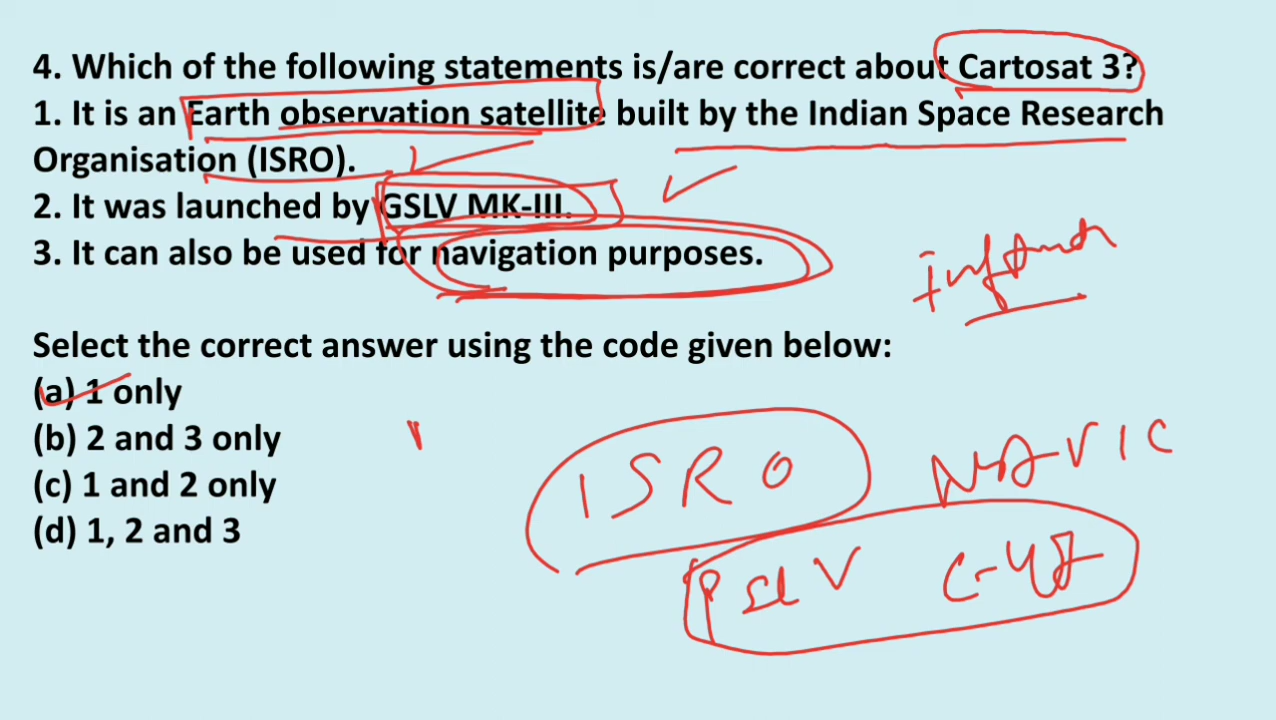 4. Which of the following statements is/are correct about Cartosat 3?
1. It is an Earth observation satellite built by the Indian Space Research
Organisation (ISRO).
2. It was launched by GSLV MK-III.
3. It can also be used for navigation purposes.
Select the correct answer using the code given below:
(a) 1 only
(b) 2 and 3 only
(c) 1 and 2 only
(d) 1, 2 and 3
ISRO
NAVIC
PSLV C-47